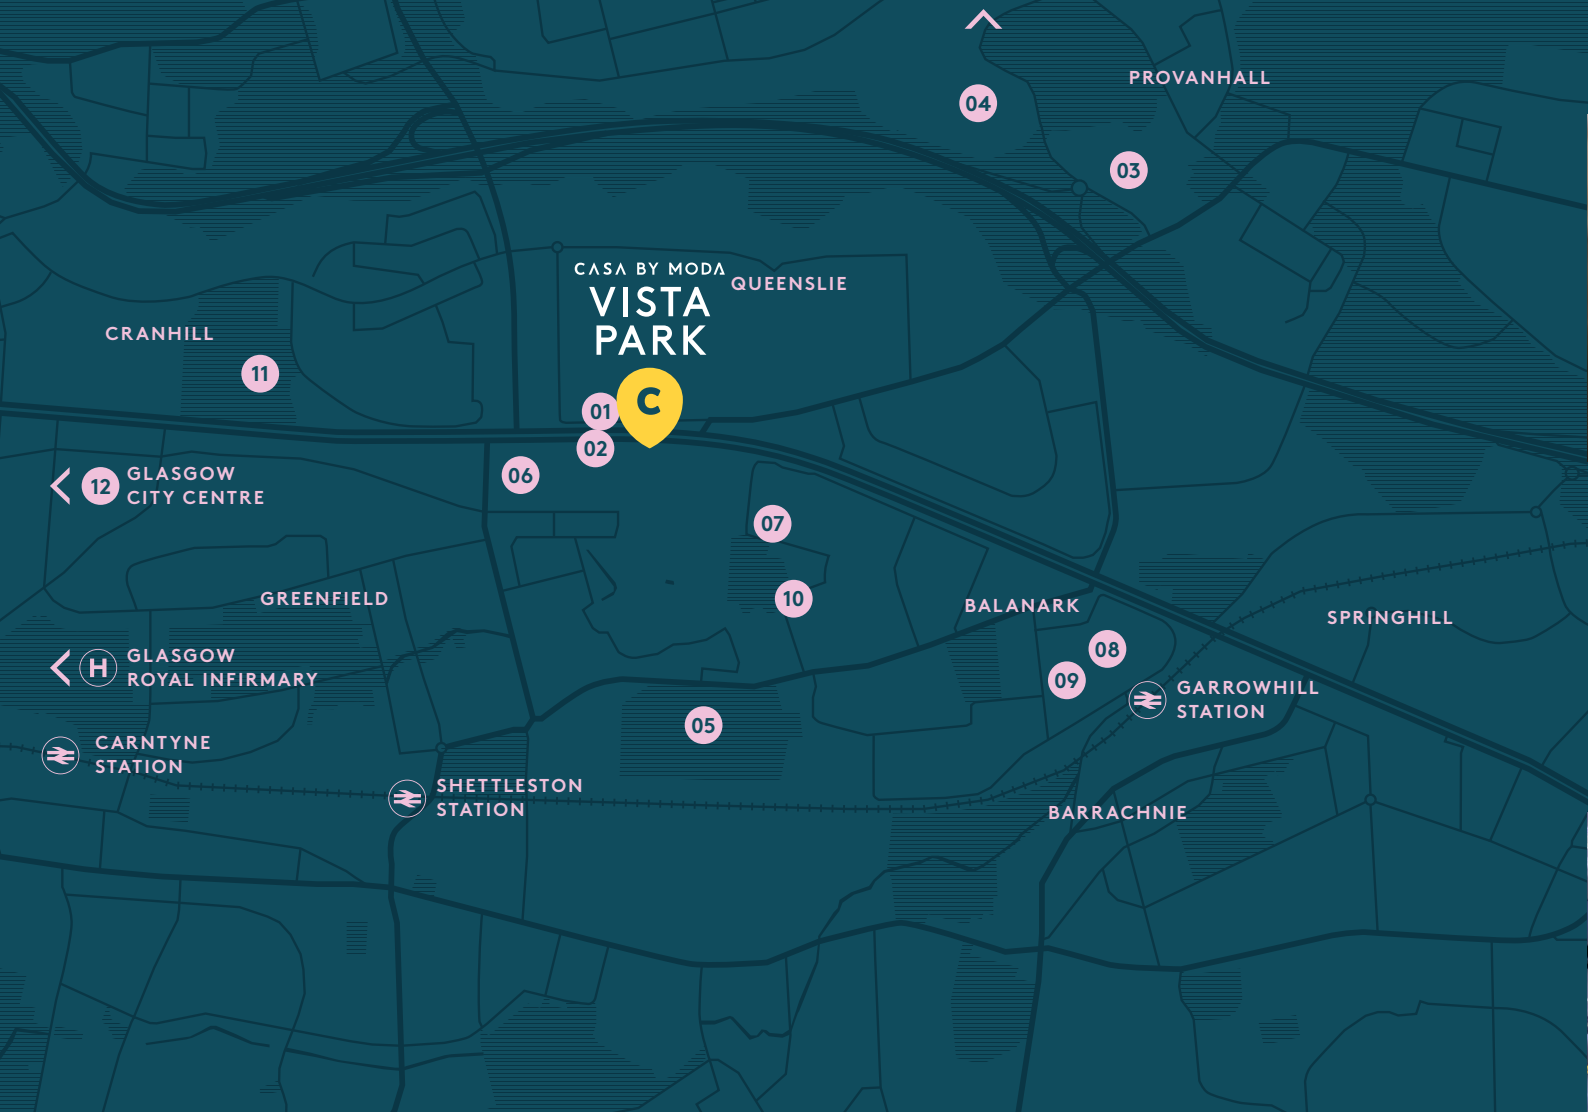 PROVANHALL
04
03
CASA BY MODA
VISTA
PARK
QUEENSLIE
CRANHILL
11
01
C
02
06
12
GLASGOW
CITY CENTRE
07
10
GREENFIELD
BALANARK
SPRINGHILL
08
09
H
GLASGOW
ROYAL INFIRMARY
GARROWHILL
STATION
05
CARNTYNE
STATION
SHETTLESTON
STATION
BARRACHNIE